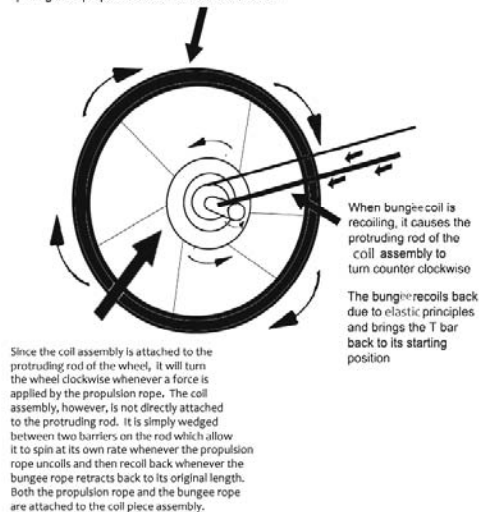 When bungee coil is
recoiling, it causes the
protruding rod of the
coil assembly to
turn counter clockwise
The bungee recoils back
due to elastic principles
and brings the T bar
back to its starting
position
Since the coil assembly is attached to the
protruding rod of the wheel, it will turn
the wheel clockwise whenever a force is
applied by the propulsion rope. The coil
assembly, however, is not directly attached
to the protruding rod. It is simply wedged
between two barriers on the rod which allow
it to spin at its own rate whenever the propulsion
rope uncoils and then recoil back whenever the
bungee rope retracts back to its original length.
Both the propulsion rope and the bungee rope
are attached to the coil piece assembly.